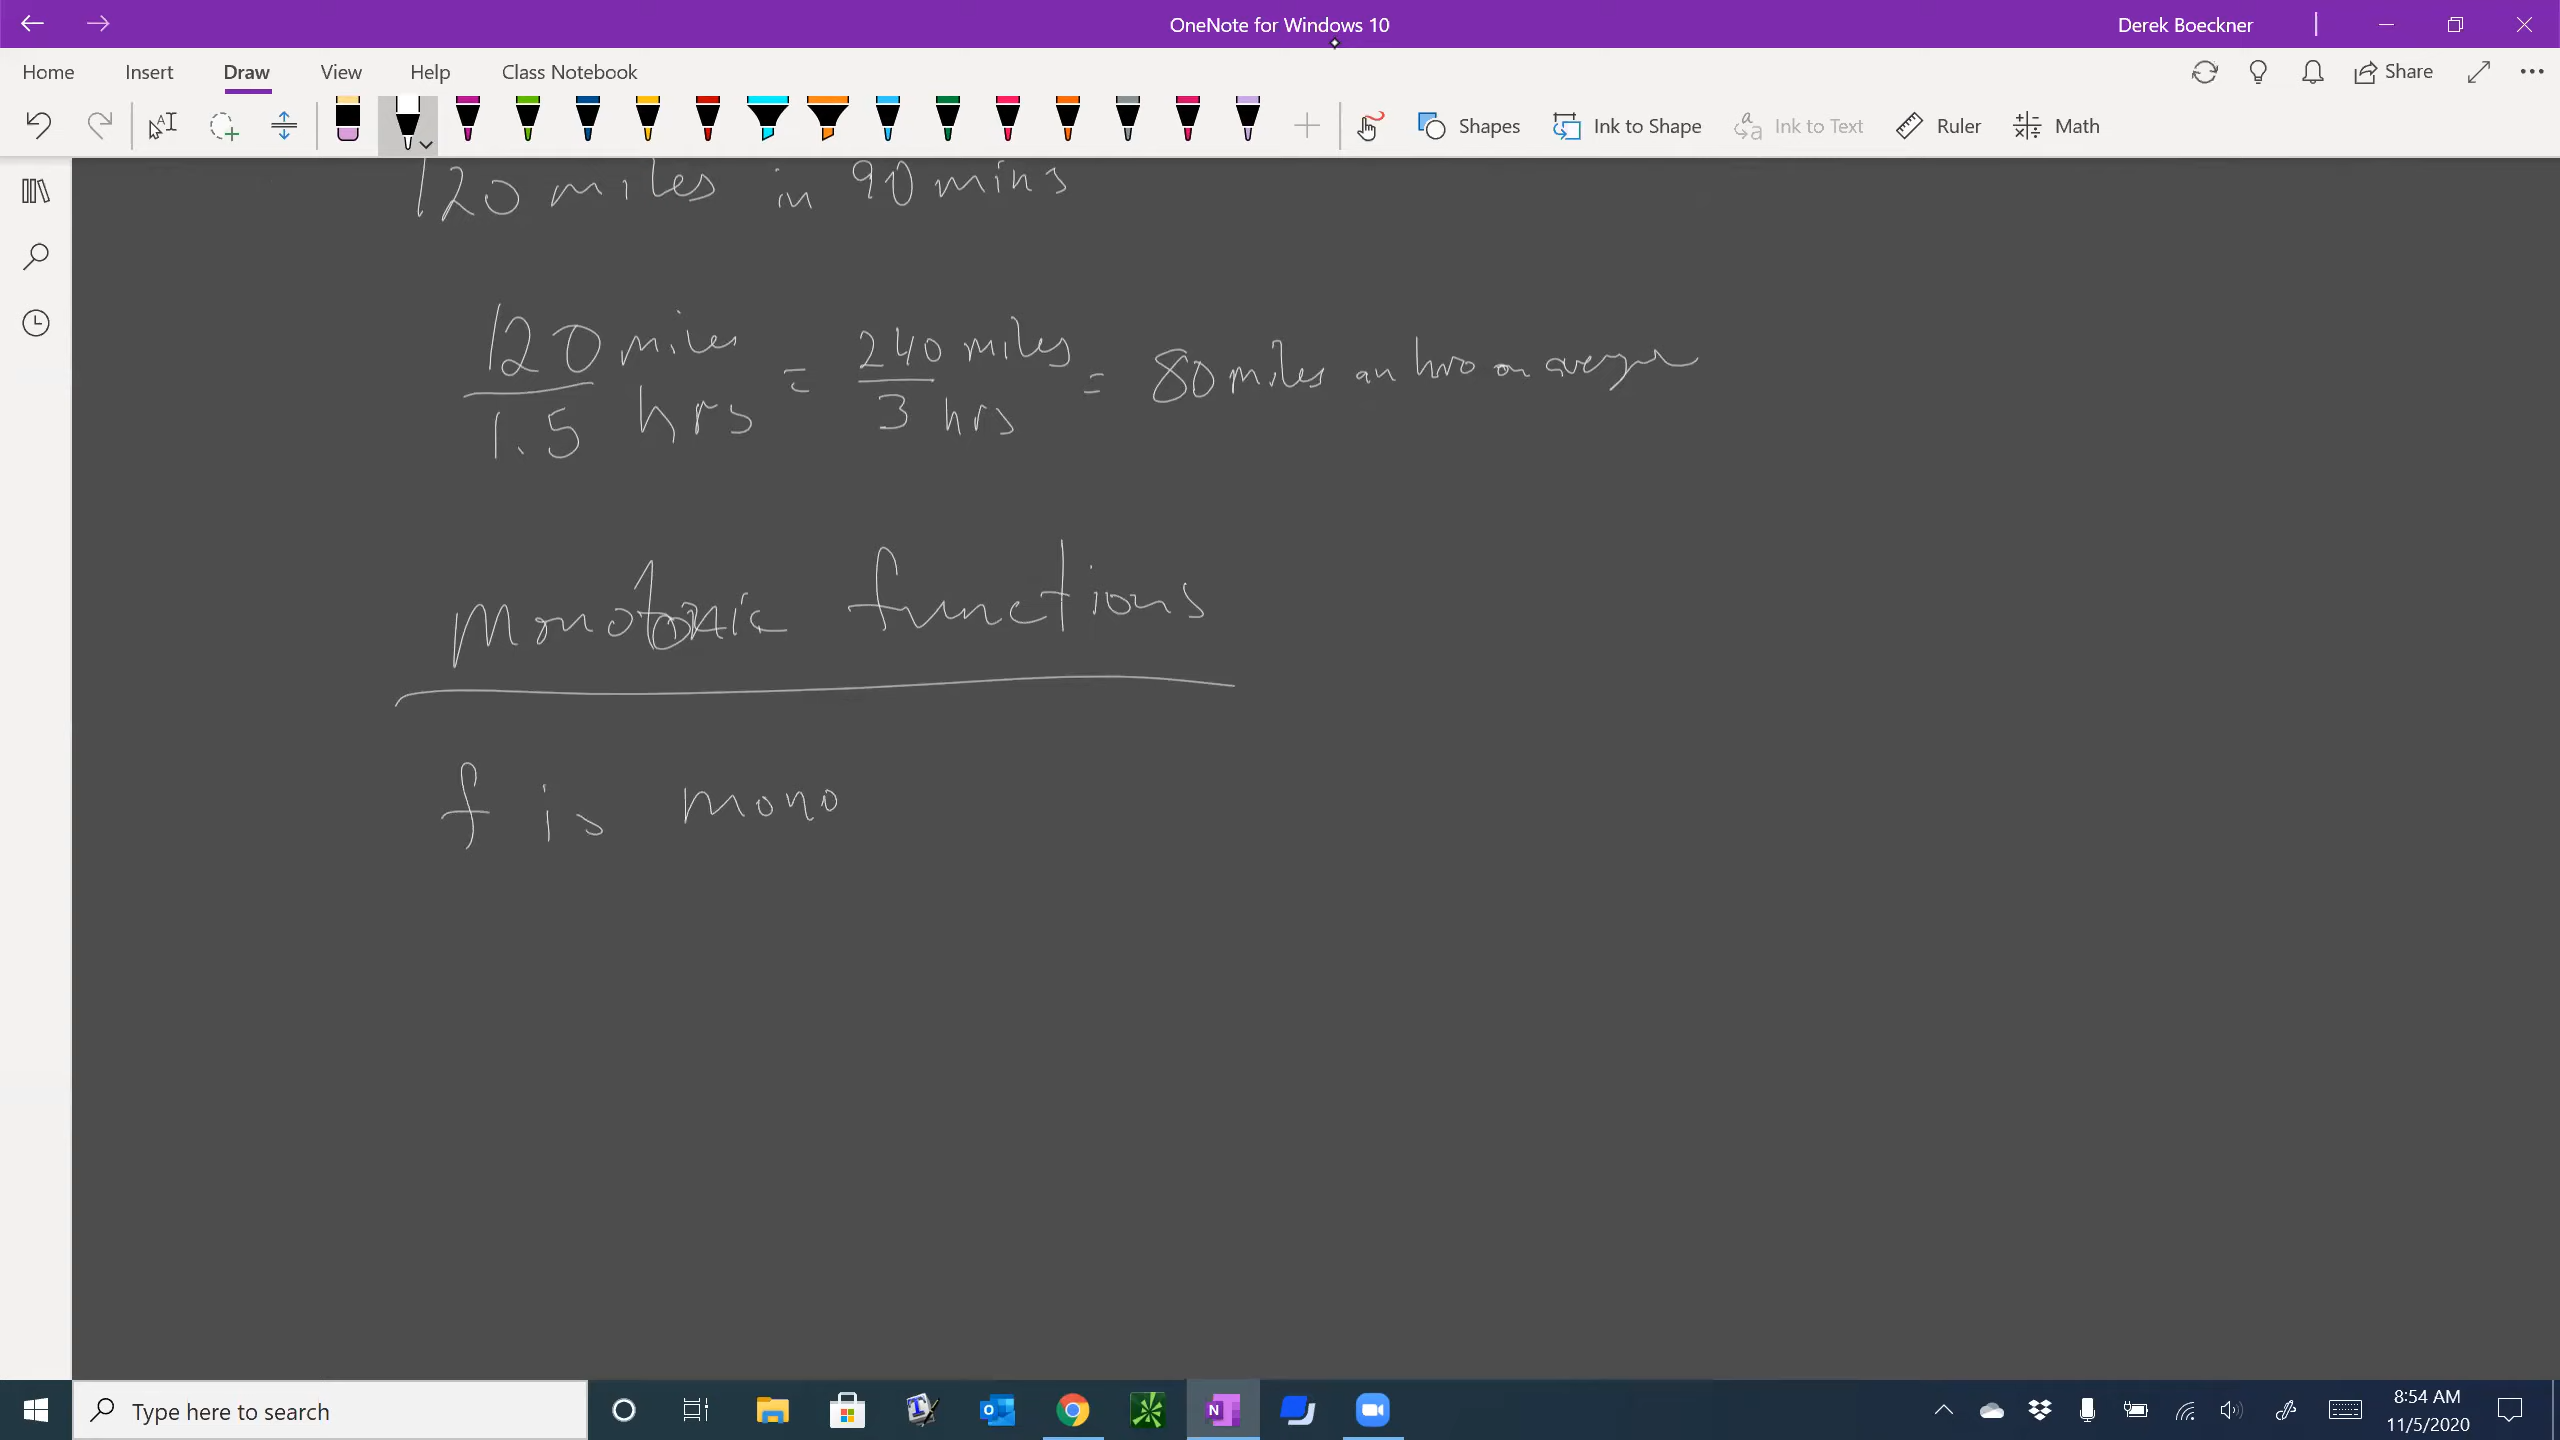 OneNote for Windows 10
Derek Boeckner
Home Insert Draw View Help Class Notebook Share
Shapes Ink to Shape Ink to Text Ruler Math
120 miles in 90 mins
120 miles / 1.5 hrs = 240 miles / 3 hrs = 80 miles an on average
Monotonic functions
f is mono
Type here to search
8:54 AM
11/5/2020